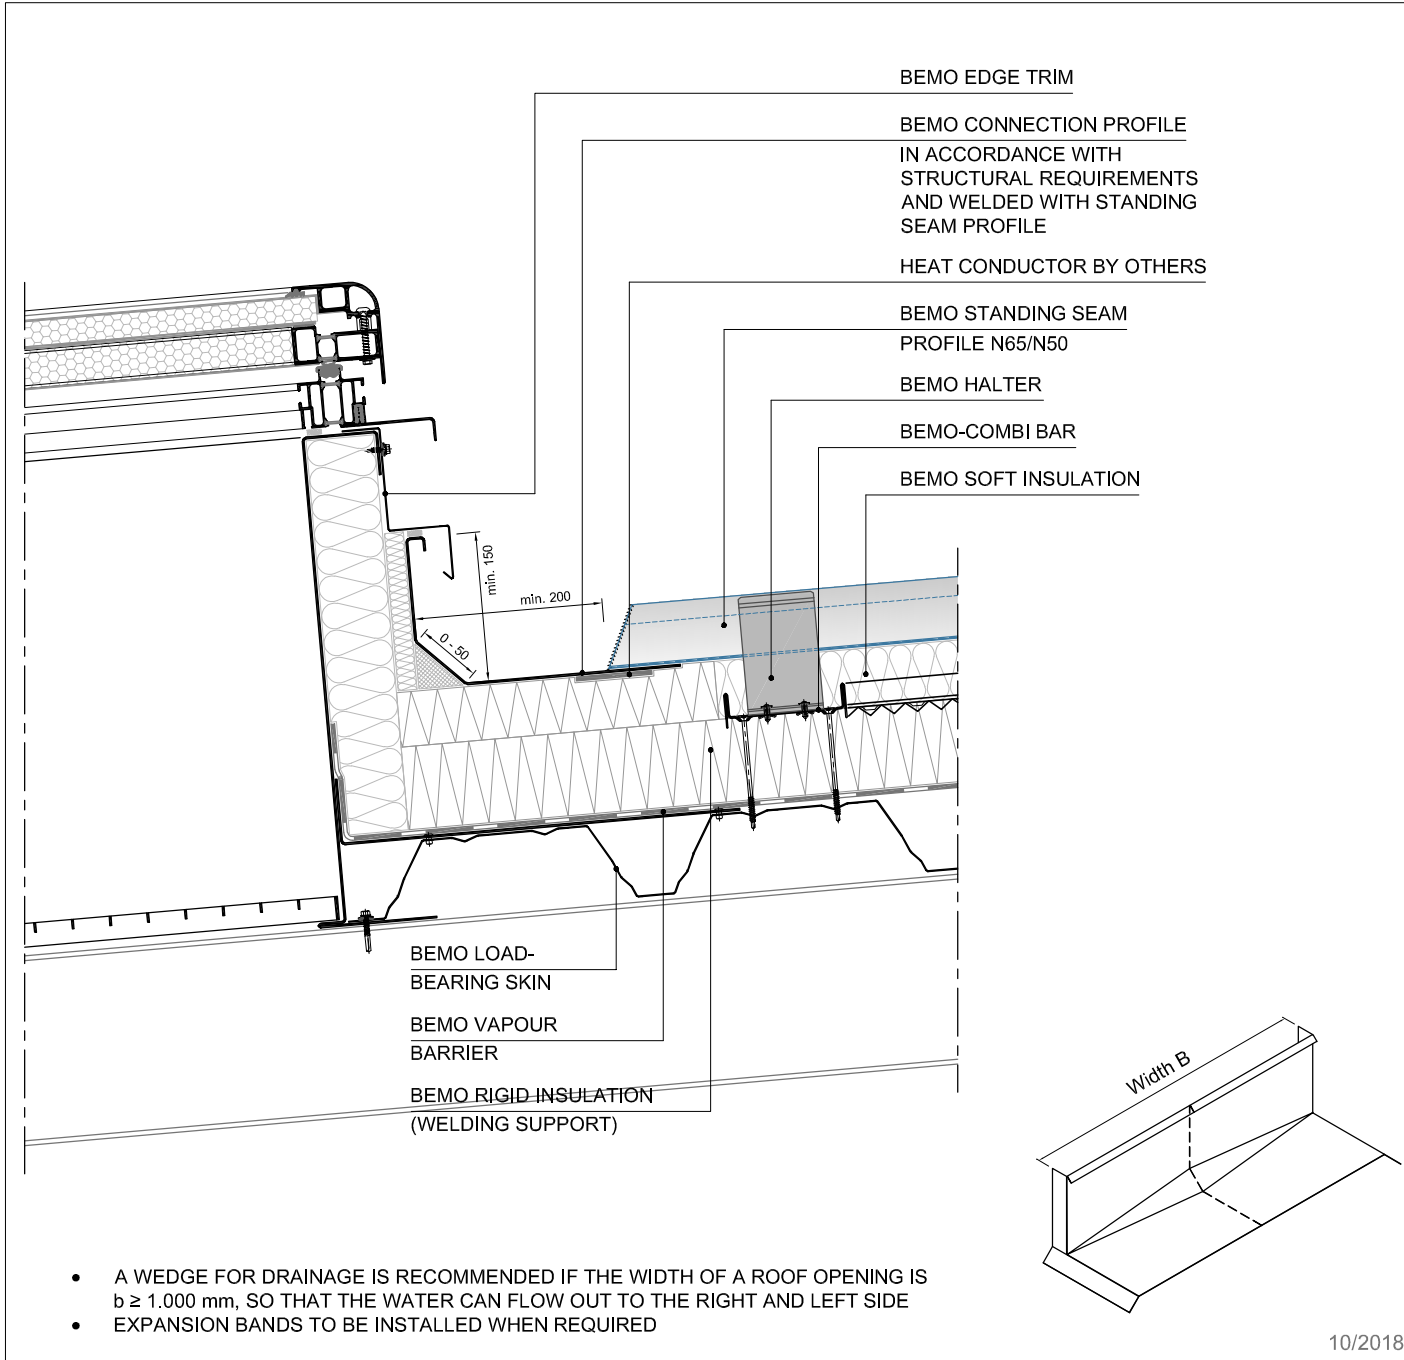 BEMO EDGE TRIM
BEMO CONNECTION PROFILE
IN ACCORDANCE WITH
STRUCTURAL REQUIREMENTS
AND WELDED WITH STANDING
SEAM PROFILE
HEAT CONDUCTOR BY OTHERS
BEMO STANDING SEAM
PROFILE N65/N50
BEMO HALTER
BEMO-COMBI BAR
BEMO SOFT INSULATION
min. 150
min. 200
0 - 50
BEMO LOAD-
BEARING SKIN
BEMO VAPOUR
BARRIER
BEMO RIGID INSULATION
(WELDING SUPPORT)
Width B
• A WEDGE FOR DRAINAGE IS RECOMMENDED IF THE WIDTH OF A ROOF OPENING IS
b ≥ 1.000 mm, SO THAT THE WATER CAN FLOW OUT TO THE RIGHT AND LEFT SIDE
• EXPANSION BANDS TO BE INSTALLED WHEN REQUIRED
10/2018